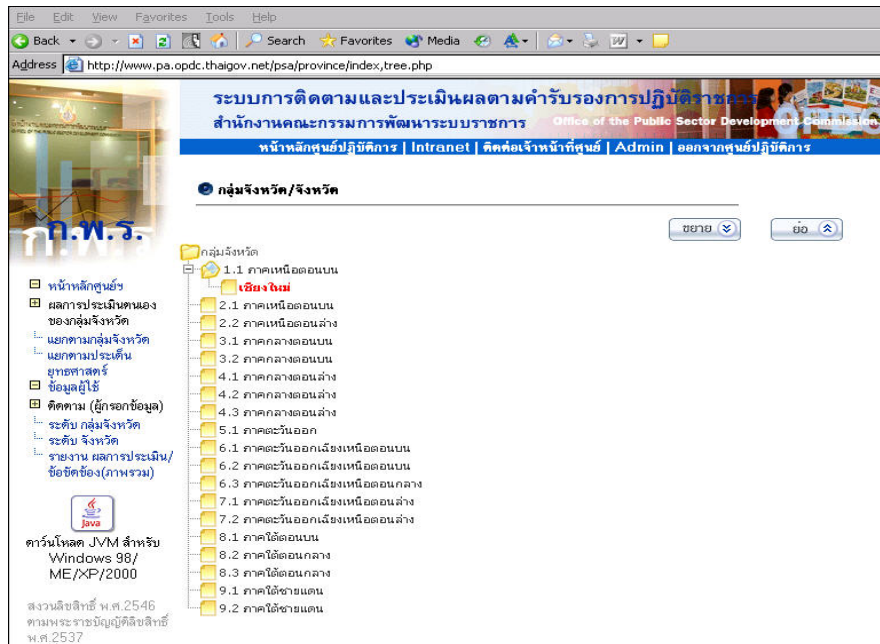 File Edit View Favorites Tools Help
Back Search Favorites Media
Address http://www.pa.opdc.thaigov.net/psa/province/index,tree.php
ระบบการติดตามและประเมินผลตามคำรับรองการปฏิบัติราชการ
สำนักงานคณะกรรมการพัฒนาระบบราชการ Office of the Public Sector Development Commission
หน้าหลักศูนย์ปฏิบัติการ | Intranet | ติดต่อเจ้าหน้าที่ศูนย์ | Admin | ออกจากศูนย์ปฏิบัติการ
ก.พ.ร.
กลุ่มจังหวัด/จังหวัด
ขยาย ย่อ
กลุ่มจังหวัด
1.1 ภาคเหนือตอนบน
เชียงใหม่
2.1 ภาคเหนือตอนบน
2.2 ภาคเหนือตอนล่าง
3.1 ภาคกลางตอนบน
3.2 ภาคกลางตอนบน
4.1 ภาคกลางตอนล่าง
4.2 ภาคกลางตอนล่าง
4.3 ภาคกลางตอนล่าง
5.1 ภาคตะวันออก
6.1 ภาคตะวันออกเฉียงเหนือตอนบน
6.2 ภาคตะวันออกเฉียงเหนือตอนบน
6.3 ภาคตะวันออกเฉียงเหนือตอนกลาง
7.1 ภาคตะวันออกเฉียงเหนือตอนล่าง
7.2 ภาคตะวันออกเฉียงเหนือตอนล่าง
8.1 ภาคใต้ตอนบน
8.2 ภาคใต้ตอนกลาง
8.3 ภาคใต้ตอนกลาง
9.1 ภาคใต้ชายแดน
9.2 ภาคใต้ชายแดน
หน้าหลักศูนย์ฯ
ผลการประเมินตนเอง
ของกลุ่มจังหวัด
แยกตามกลุ่มจังหวัด
แยกตามประเด็น
ยุทธศาสตร์
ข้อมูลผู้ใช้
ติดตาม (ผู้กรอกข้อมูล)
ระดับ กลุ่มจังหวัด
ระดับ จังหวัด
รายงาน ผลการประเมิน/
ข้อขัดข้อง(ภาพรวม)
Java
ดาวน์โหลด JVM สำหรับ
Windows 98/
ME/XP/2000
สงวนลิขสิทธิ์ พ.ศ.2546
ตามพระราชบัญญัติลิขสิทธิ์
พ.ศ.2537